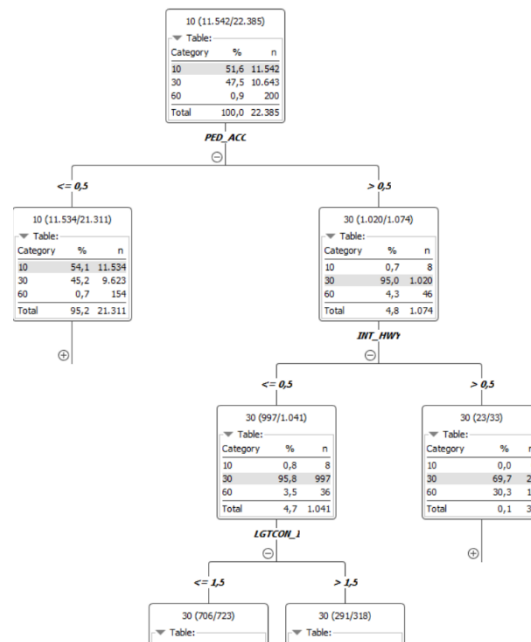 10 (11.542/22.385)
Table:
Category % n
10 51,6 11.542
30 47,5 10.643
60 0,9 200
Total 100,0 22.385
PED_ACC
<= 0,5
> 0,5
10 (11.534/21.311)
Table:
Category % n
10 54,1 11.534
30 45,2 9.623
60 0,7 154
Total 95,2 21.311
30 (1.020/1.074)
Table:
Category % n
10 0,7 8
30 95,0 1.020
60 4,3 46
Total 4,8 1.074
INT_HWY
<= 0,5
> 0,5
30 (997/1.041)
Table:
Category % n
10 0,8 8
30 95,8 997
60 3,5 36
Total 4,7 1.041
30 (23/33)
Table:
Category %
10 0,0
30 69,7 2
60 30,3 1
Total 0,1 3
LGTCON_I
<= 1,5
> 1,5
30 (706/723)
Table:
30 (291/318)
Table: